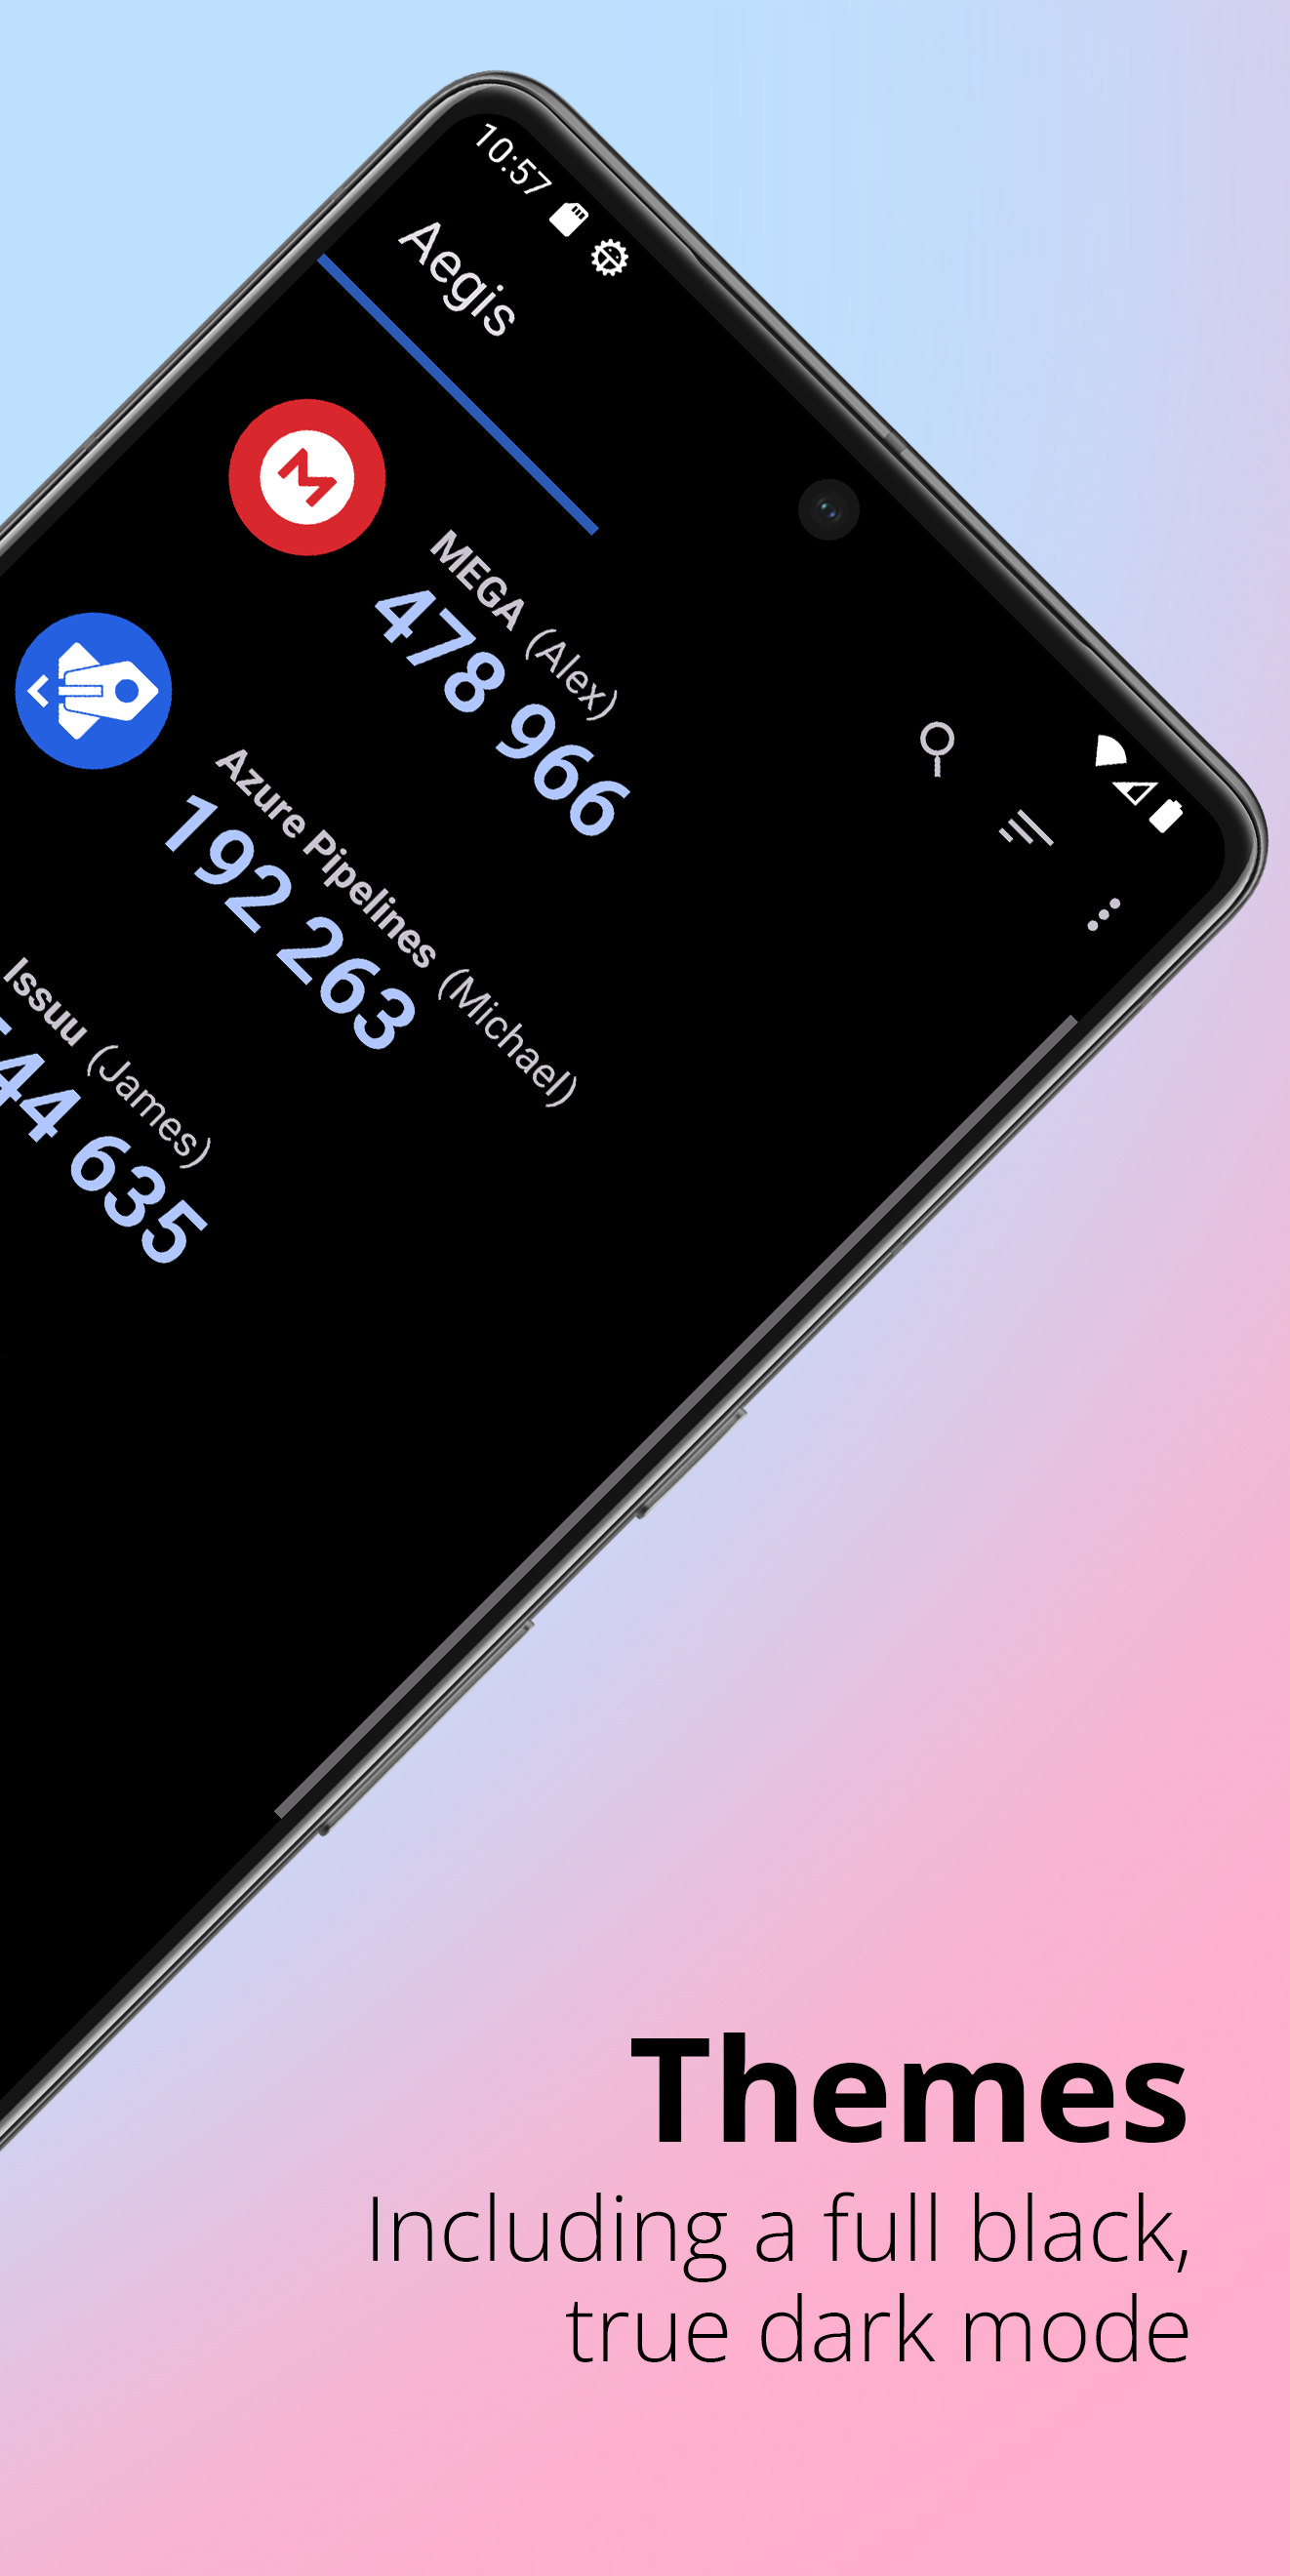 10:57
Aegis
MEGA (Alex)
478 966
Azure Pipelines (Michael)
192 263
Issuu (James)
44 635
Themes
Including a full black,
true dark mode